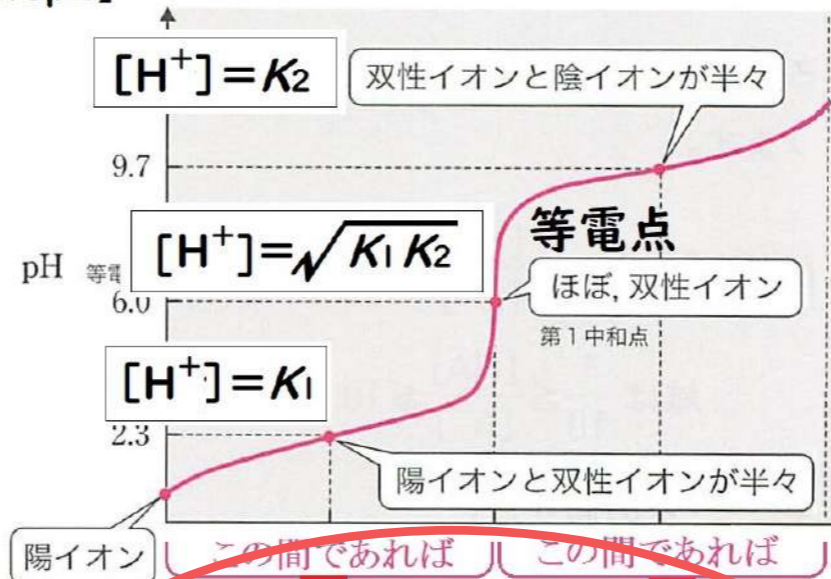 [H⁺]=K₂
双性イオンと陰イオンが半々
9.7
[H⁺]=√K₁K₂
等電点
pH
等電
6.0
ほぼ, 双性イオン
第1中和点
[H⁺]=K₁
2.3
陽イオンと双性イオンが半々
陽イオン
この間であれば
この間であれば